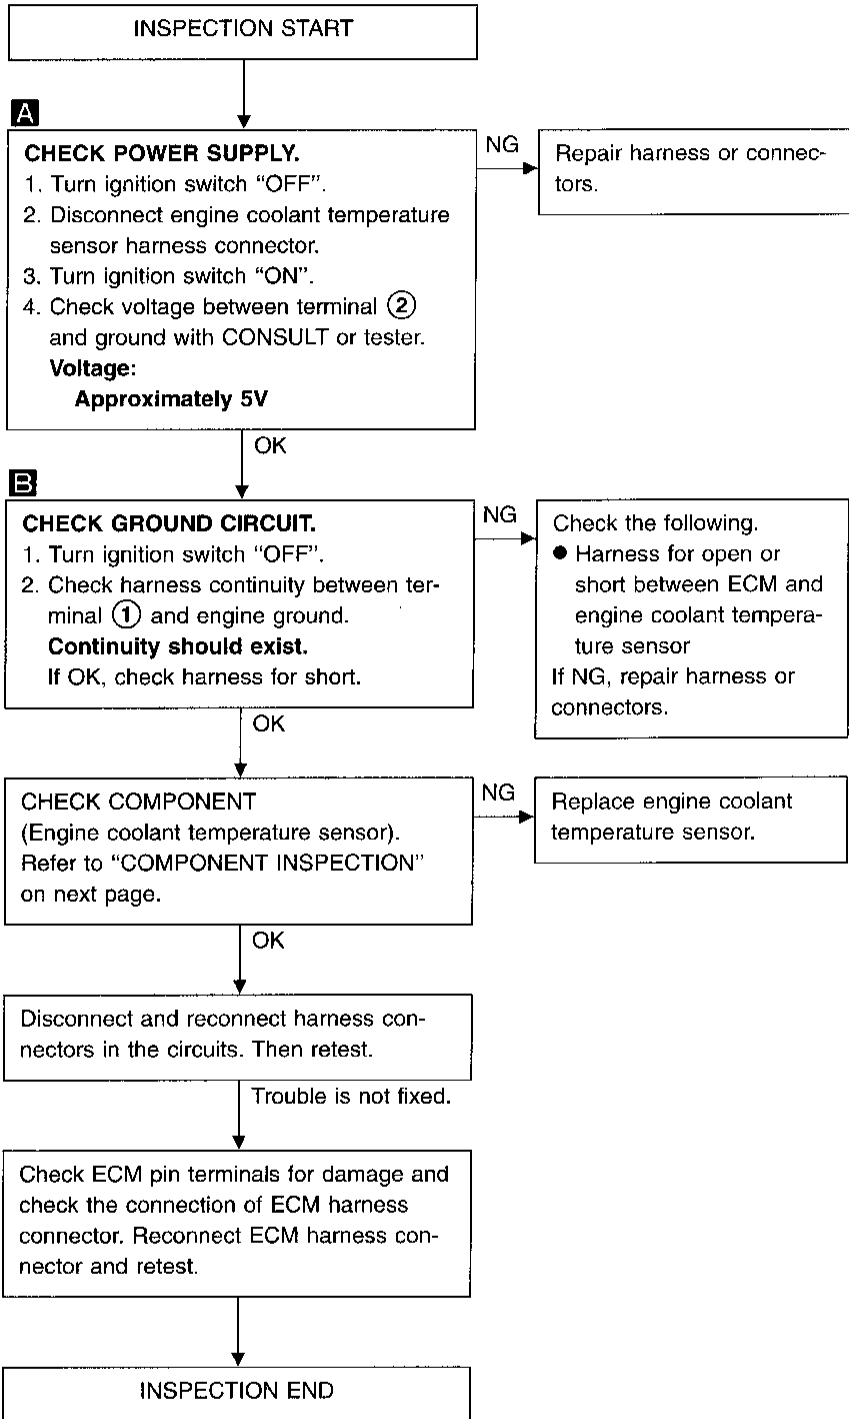 INSPECTION START
A
CHECK POWER SUPPLY.
1. Turn ignition switch “OFF”.
2. Disconnect engine coolant temperature
sensor harness connector.
3. Turn ignition switch “ON”.
4. Check voltage between terminal ②
and ground with CONSULT or tester.
Voltage:
Approximately 5V
NG
Repair harness or connec-
tors.
OK
B
CHECK GROUND CIRCUIT.
1. Turn ignition switch “OFF”.
2. Check harness continuity between ter-
minal ① and engine ground.
Continuity should exist.
If OK, check harness for short.
NG
Check the following.
● Harness for open or
short between ECM and
engine coolant tempera-
ture sensor
If NG, repair harness or
connectors.
OK
CHECK COMPONENT
(Engine coolant temperature sensor).
Refer to “COMPONENT INSPECTION”
on next page.
NG
Replace engine coolant
temperature sensor.
OK
Disconnect and reconnect harness con-
nectors in the circuits. Then retest.
Trouble is not fixed.
Check ECM pin terminals for damage and
check the connection of ECM harness
connector. Reconnect ECM harness con-
nector and retest.
INSPECTION END